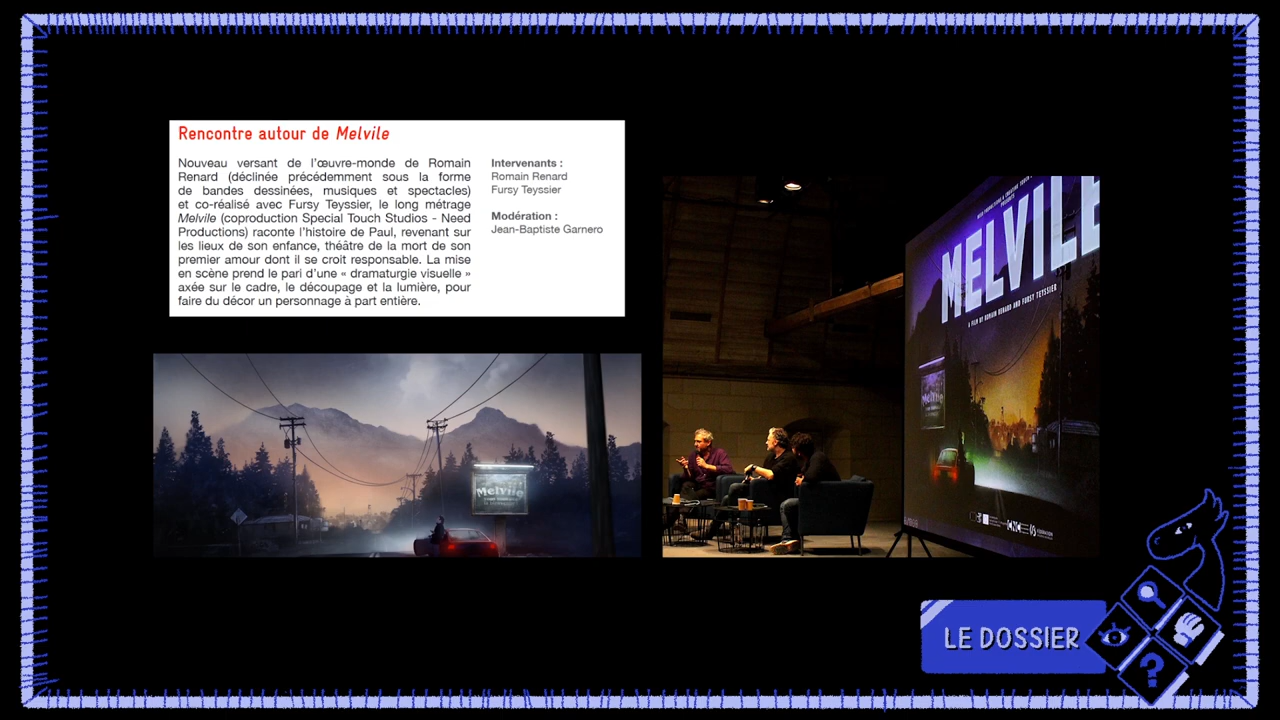 Rencontre autour de Melvile
Nouveau versant de l'œuvre-monde de Romain
Renard (déclinée précédemment sous la forme
de bandes dessinées, musiques et spectacles)
et co-réalisé avec Fursy Teyssier, le long métrage
Melvile (coproduction Special Touch Studios - Need
Productions) raconte l'histoire de Paul, revenant sur
les lieux de son enfance, théâtre de la mort de son
premier amour dont il se croit responsable. La mise
en scène prend le pari d'une « dramaturgie visuelle »
axée sur le cadre, le découpage et la lumière, pour
faire du décor un personnage à part entière.
Intervenants :
Romain Renard
Fursy Teyssier
Modération :
Jean-Baptiste Garnero
MELVILE
A FILM BY ROMAIN RENARD AND FURSY TEYSSIER
Melvile
Melvile
CNC
LE DOSSIER
?